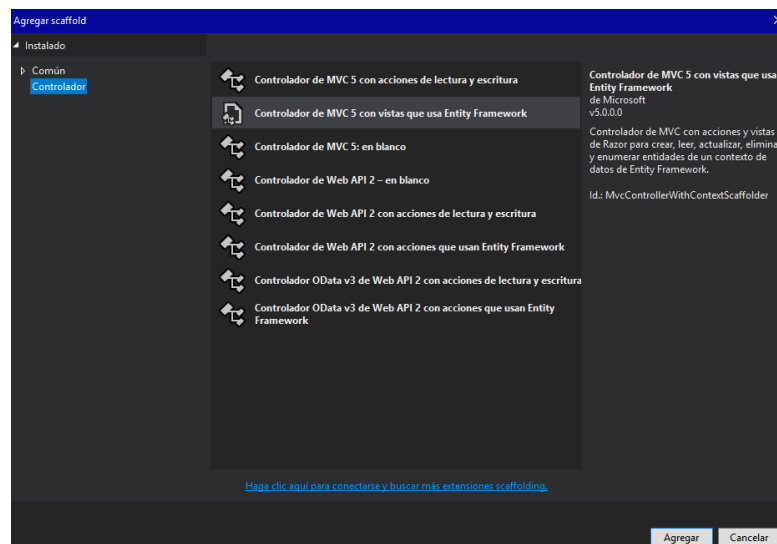 Agregar scaffold
Instalado
Común
Controlador
Controlador de MVC 5 con acciones de lectura y escritura
Controlador de MVC 5 con vistas que usa Entity Framework
Controlador de MVC 5: en blanco
Controlador de Web API 2 – en blanco
Controlador de Web API 2 con acciones de lectura y escritura
Controlador de Web API 2 con acciones que usan Entity Framework
Controlador OData v3 de Web API 2 con acciones de lectura y escritura
Controlador OData v3 de Web API 2 con acciones que usan Entity
Framework
Haga clic aquí para conectarse y buscar más extensiones scaffolding.
Controlador de MVC 5 con vistas que usa
Entity Framework
de Microsoft
v5.0.0.0
Controlador de MVC con acciones y vistas
de Razor para crear, leer, actualizar, elimina
y enumerar entidades de un contexto de
datos de Entity Framework.
Id.: MvcControllerWithContextScaffolder
Agregar
Cancelar